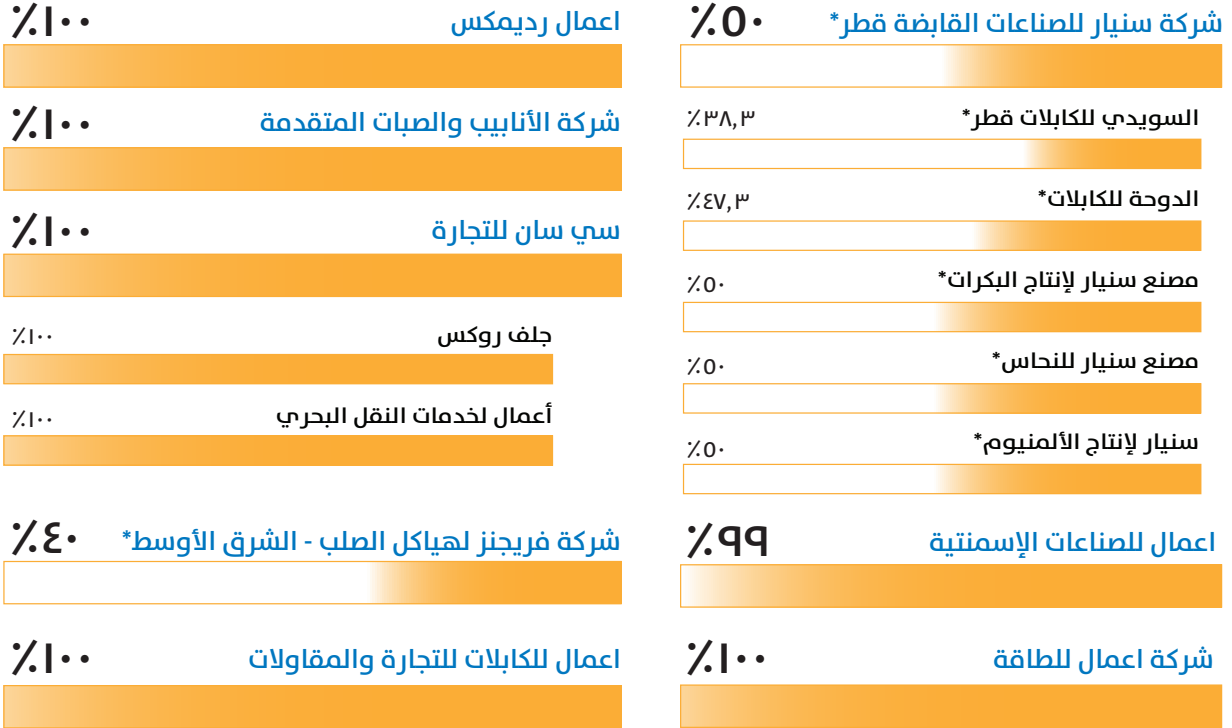 شركة سنيار للصناعات القابضة قطر* ٥٠٪
السويدي للكابلات قطر* ٣٨,٣٪
الدوحة للكابلات* ٤٧,٣٪
مصنع سنيار لإنتاج البكرات* ٥٠٪
مصنع سنيار للنحاس* ٥٠٪
سنيار لإنتاج الألمنيوم* ٥٠٪
اعمال للصناعات الإسمنتية ٩٩٪
شركة اعمال للطاقة ١٠٠٪
اعمال رديمكس ١٠٠٪
شركة الأنابيب والصبات المتقدمة ١٠٠٪
سي سان للتجارة ١٠٠٪
جلف روكس ١٠٠٪
أعمال لخدمات النقل البحري ١٠٠٪
شركة فريجنز لهياكل الصلب - الشرق الأوسط* ٤٠٪
اعمال للكابلات للتجارة والمقاولات ١٠٠٪